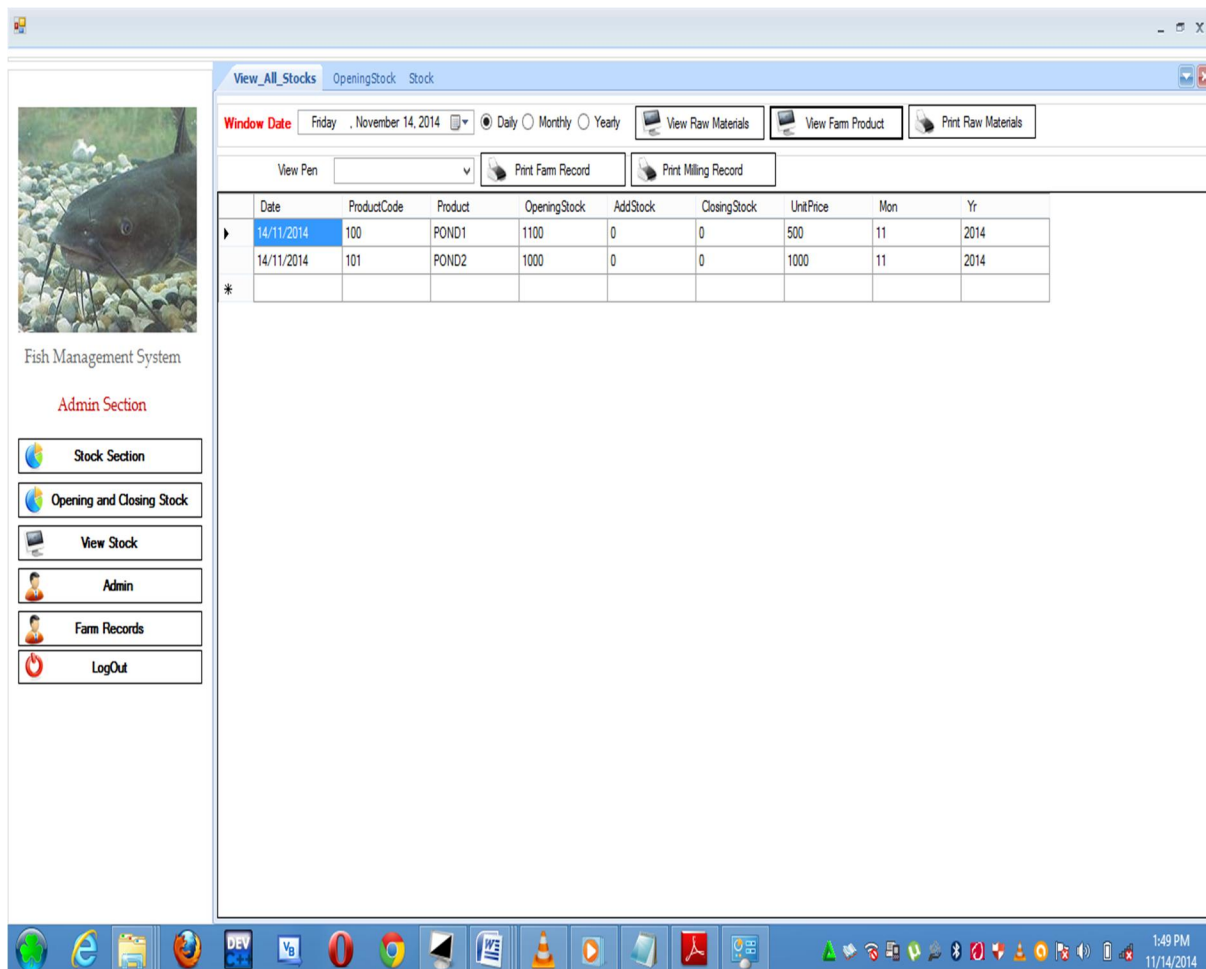 View_All_Stocks OpeningStock Stock
Window Date Friday , November 14, 2014 Daily Monthly Yearly View Raw Materials View Farm Product Print Raw Materials
View Pen Print Farm Record Print Milling Record
Date ProductCode Product OpeningStock AddStock ClosingStock UnitPrice Mon Yr
14/11/2014 100 POND1 1100 0 0 500 11 2014
14/11/2014 101 POND2 1000 0 0 1000 11 2014
Fish Management System
Admin Section
Stock Section
Opening and Closing Stock
View Stock
Admin
Farm Records
LogOut
DEV
C++
VB
1:49 PM
11/14/2014